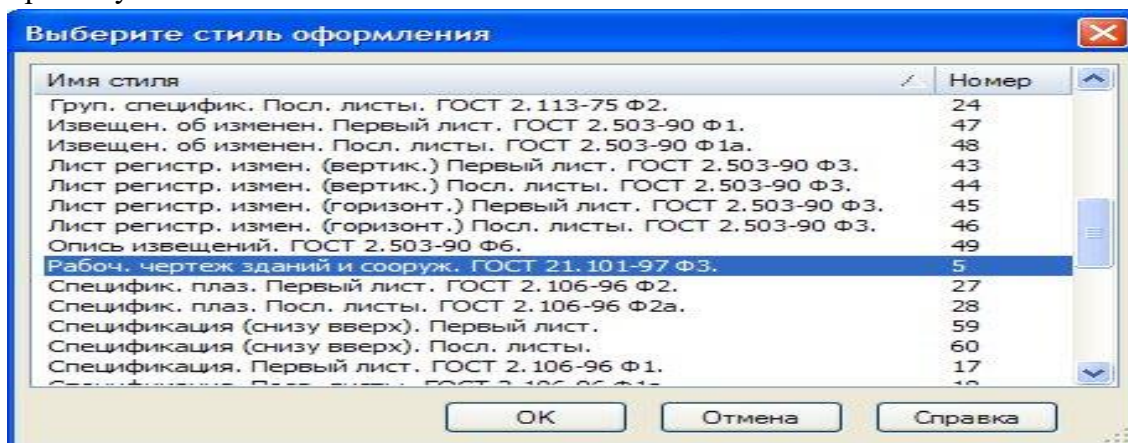 Выберите стиль оформления
Имя стиля Номер
Груп. специфик. Посл. листы. ГОСТ 2.113-75 Ф2. 24
Извещен. об изменен. Первый лист. ГОСТ 2.503-90 Ф1. 47
Извещен. об изменен. Посл. листы. ГОСТ 2.503-90 Ф1а. 48
Лист регистр. измен. (вертик.) Первый лист. ГОСТ 2.503-90 Ф3. 43
Лист регистр. измен. (вертик.) Посл. листы. ГОСТ 2.503-90 Ф3. 44
Лист регистр. измен. (горизонт.) Первый лист. ГОСТ 2.503-90 Ф3. 45
Лист регистр. измен. (горизонт.) Посл. листы. ГОСТ 2.503-90 Ф3. 46
Опись извещений. ГОСТ 2.503-90 Ф6. 49
Рабоч. чертеж зданий и сооруж. ГОСТ 21.101-97 Ф3. 5
Специфик. плаз. Первый лист. ГОСТ 2.106-96 Ф2. 27
Специфик. плаз. Посл. листы. ГОСТ 2.106-96 Ф2а. 28
Спецификация (снизу вверх). Первый лист. 59
Спецификация (снизу вверх). Посл. листы. 60
Спецификация. Первый лист. ГОСТ 2.106-96 Ф1. 17
OK Отмена Справка